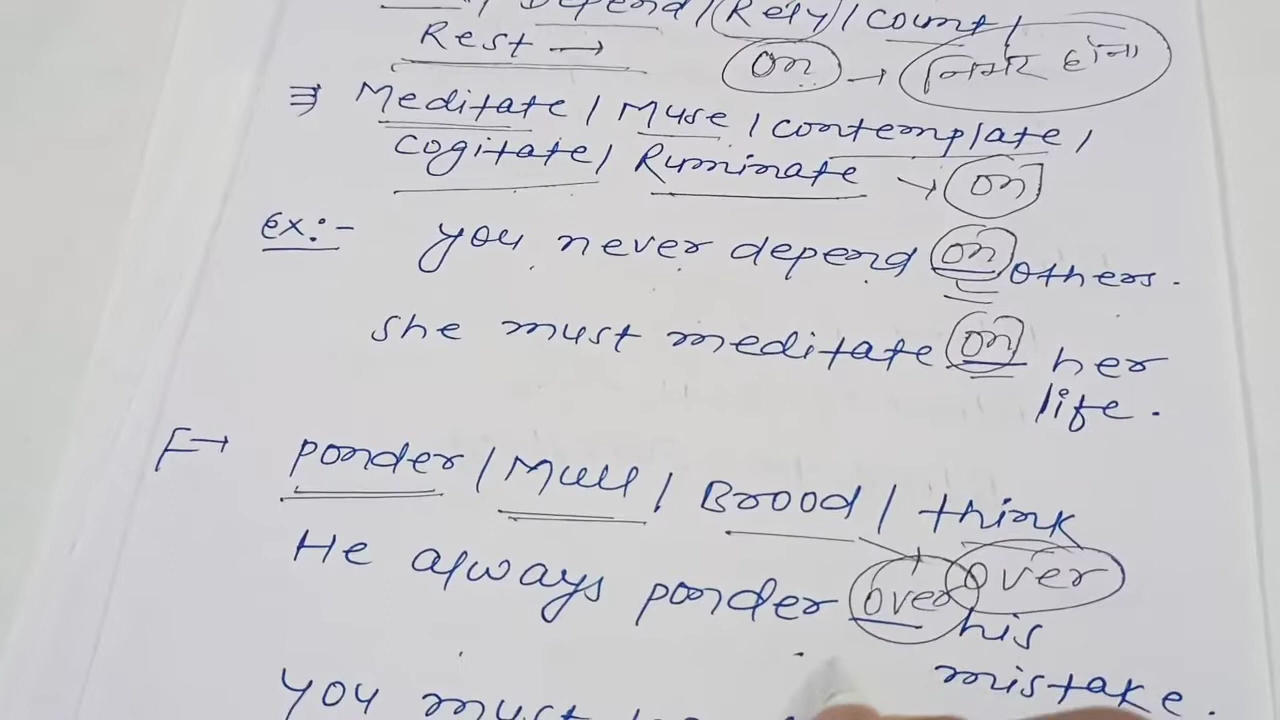 Depend / Rely / count /
Rest → on → निर्भर होना
⇒ Meditate / Muse / contemplate /
cogitate / Ruminate → on
ex:- you never depend on others.
she must meditate on her
life.
ponder / Mull / Brood / think
over
He always ponder over his
mistake.
you must